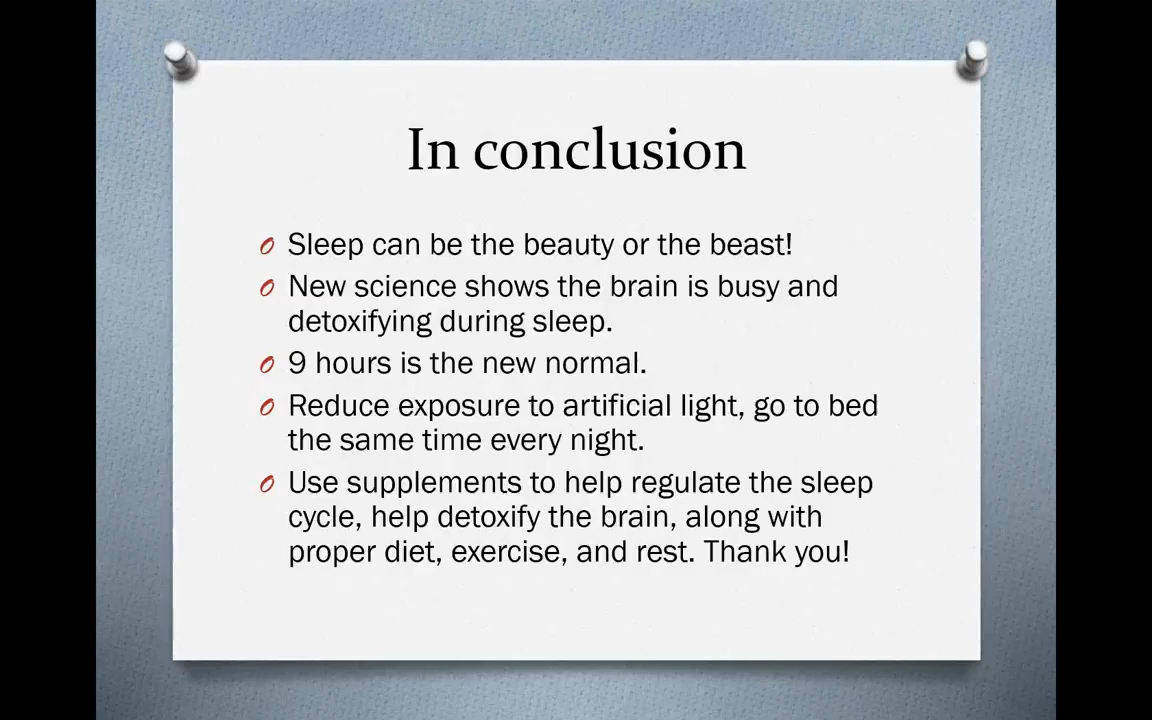 In conclusion
Sleep can be the beauty or the beast!
New science shows the brain is busy and
detoxifying during sleep.
9 hours is the new normal.
Reduce exposure to artificial light, go to bed
the same time every night.
Use supplements to help regulate the sleep
cycle, help detoxify the brain, along with
proper diet, exercise, and rest. Thank you!